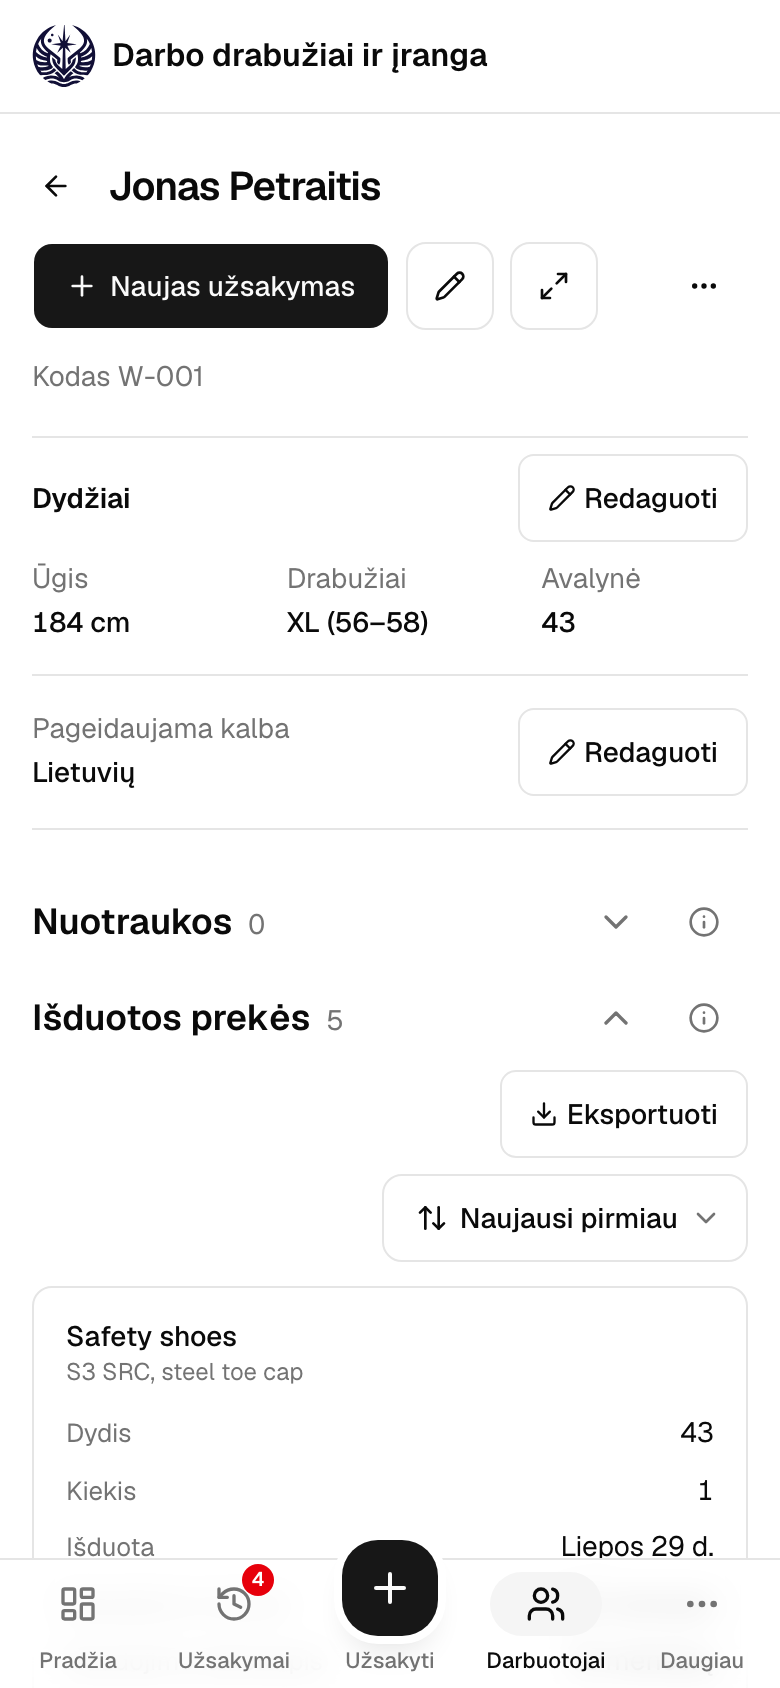 Darbo drabužiai ir įranga
Jonas Petraitis
Naujas užsakymas
Kodas W-001
Dydžiai
Redaguoti
Ūgis Drabužiai Avalynė
184 cm XL (56–58) 43
Pageidaujama kalba
Redaguoti
Lietuvių
Nuotraukos 0
Išduotos prekės 5
Eksportuoti
Naujausi pirmiau
Safety shoes
S3 SRC, steel toe cap
Dydis 43
Kiekis 1
Išduota Liepos 29 d.
4
Pradžia Užsakymai Užsakyti Darbuotojai Daugiau